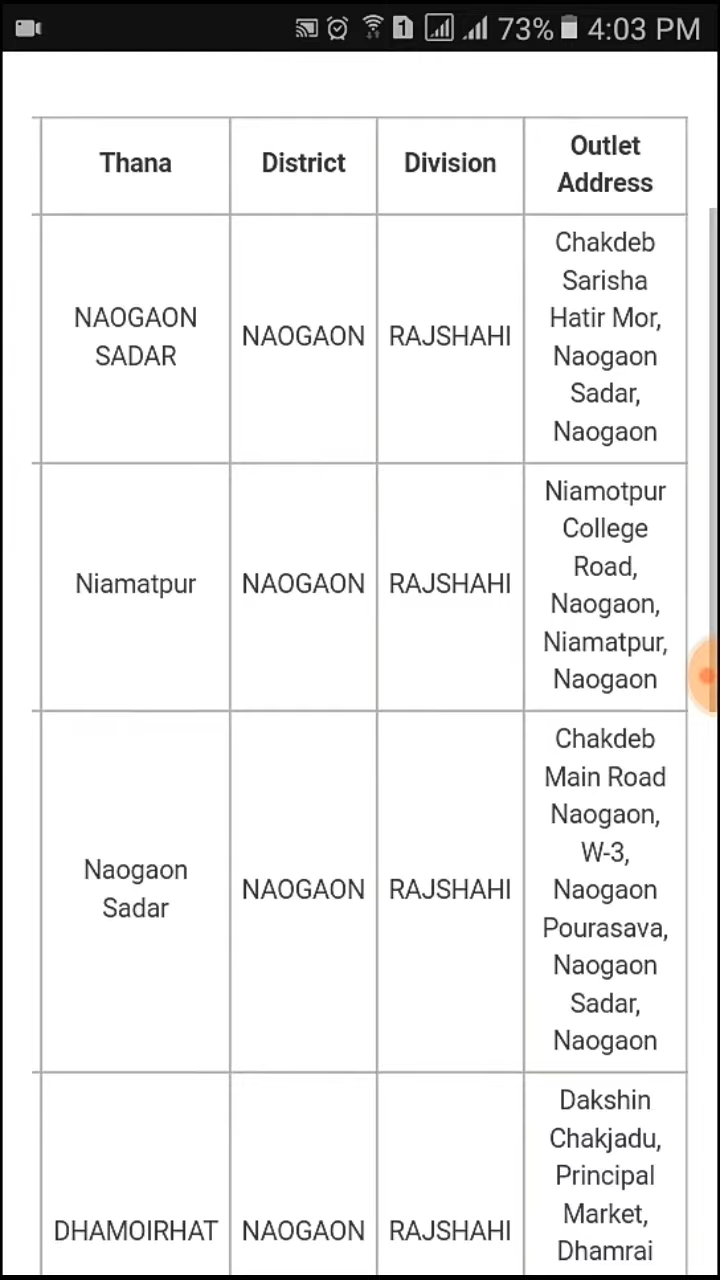 73% 4:03 PM
Thana District Division Outlet Address
NAOGAON SADAR NAOGAON RAJSHAHI Chakdeb Sarisha Hatir Mor, Naogaon Sadar, Naogaon
Niamatpur NAOGAON RAJSHAHI Niamotpur College Road, Naogaon, Niamatpur, Naogaon
Naogaon Sadar NAOGAON RAJSHAHI Chakdeb Main Road Naogaon, W-3, Naogaon Pourasava, Naogaon Sadar, Naogaon
DHAMOIRHAT NAOGAON RAJSHAHI Dakshin Chakjadu, Principal Market, Dhamrai